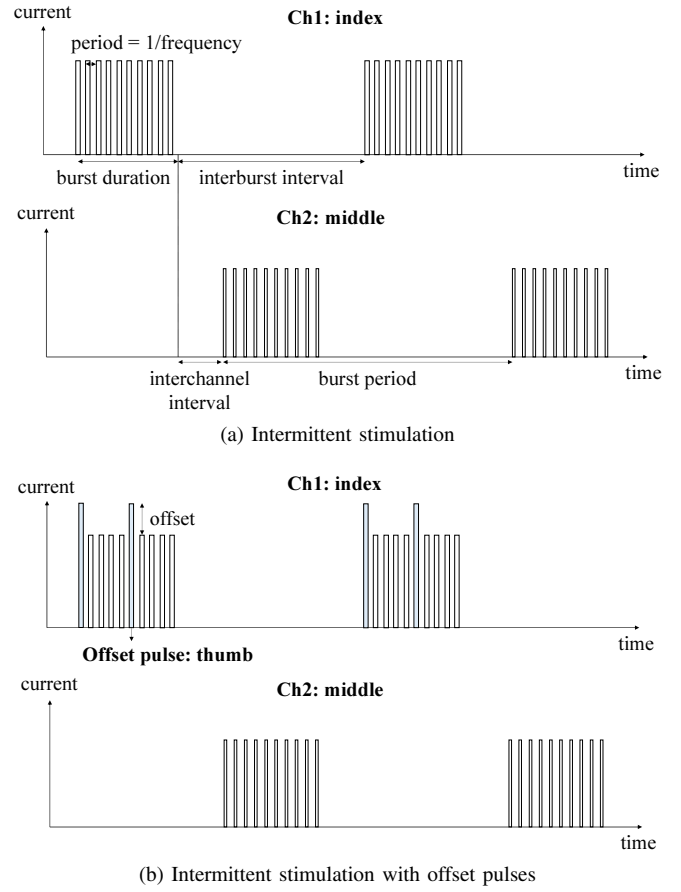 current
Ch1: index
period = 1/frequency
burst duration
interburst interval
time
current
Ch2: middle
interchannel
interval
burst period
time
(a) Intermittent stimulation
current
Ch1: index
offset
time
Offset pulse: thumb
current
Ch2: middle
time
(b) Intermittent stimulation with offset pulses